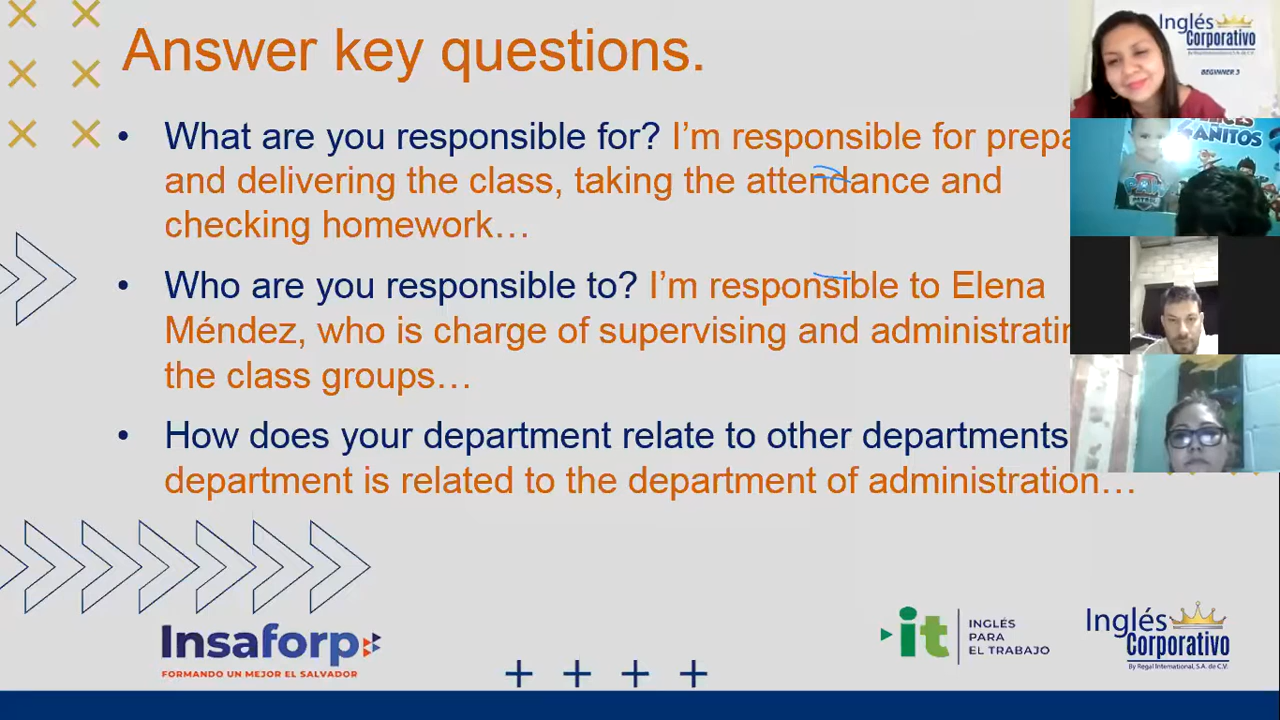 Answer key questions.
• What are you responsible for? I'm responsible for
and delivering the class, taking the attendance and
checking homework…
• Who are you responsible to? I'm responsible to Elena
Méndez, who is charge of supervising and
the class groups…
• How does your department relate to other departments
department is related to the department of administration…
Inglés
Corporativo
BEGINNER 3
Insaforp
FORMANDO UN MEJOR EL SALVADOR
it
INGLÉS
PARA
EL TRABAJO
Inglés
Corporativo
By Regal International, S.A. de C.V.